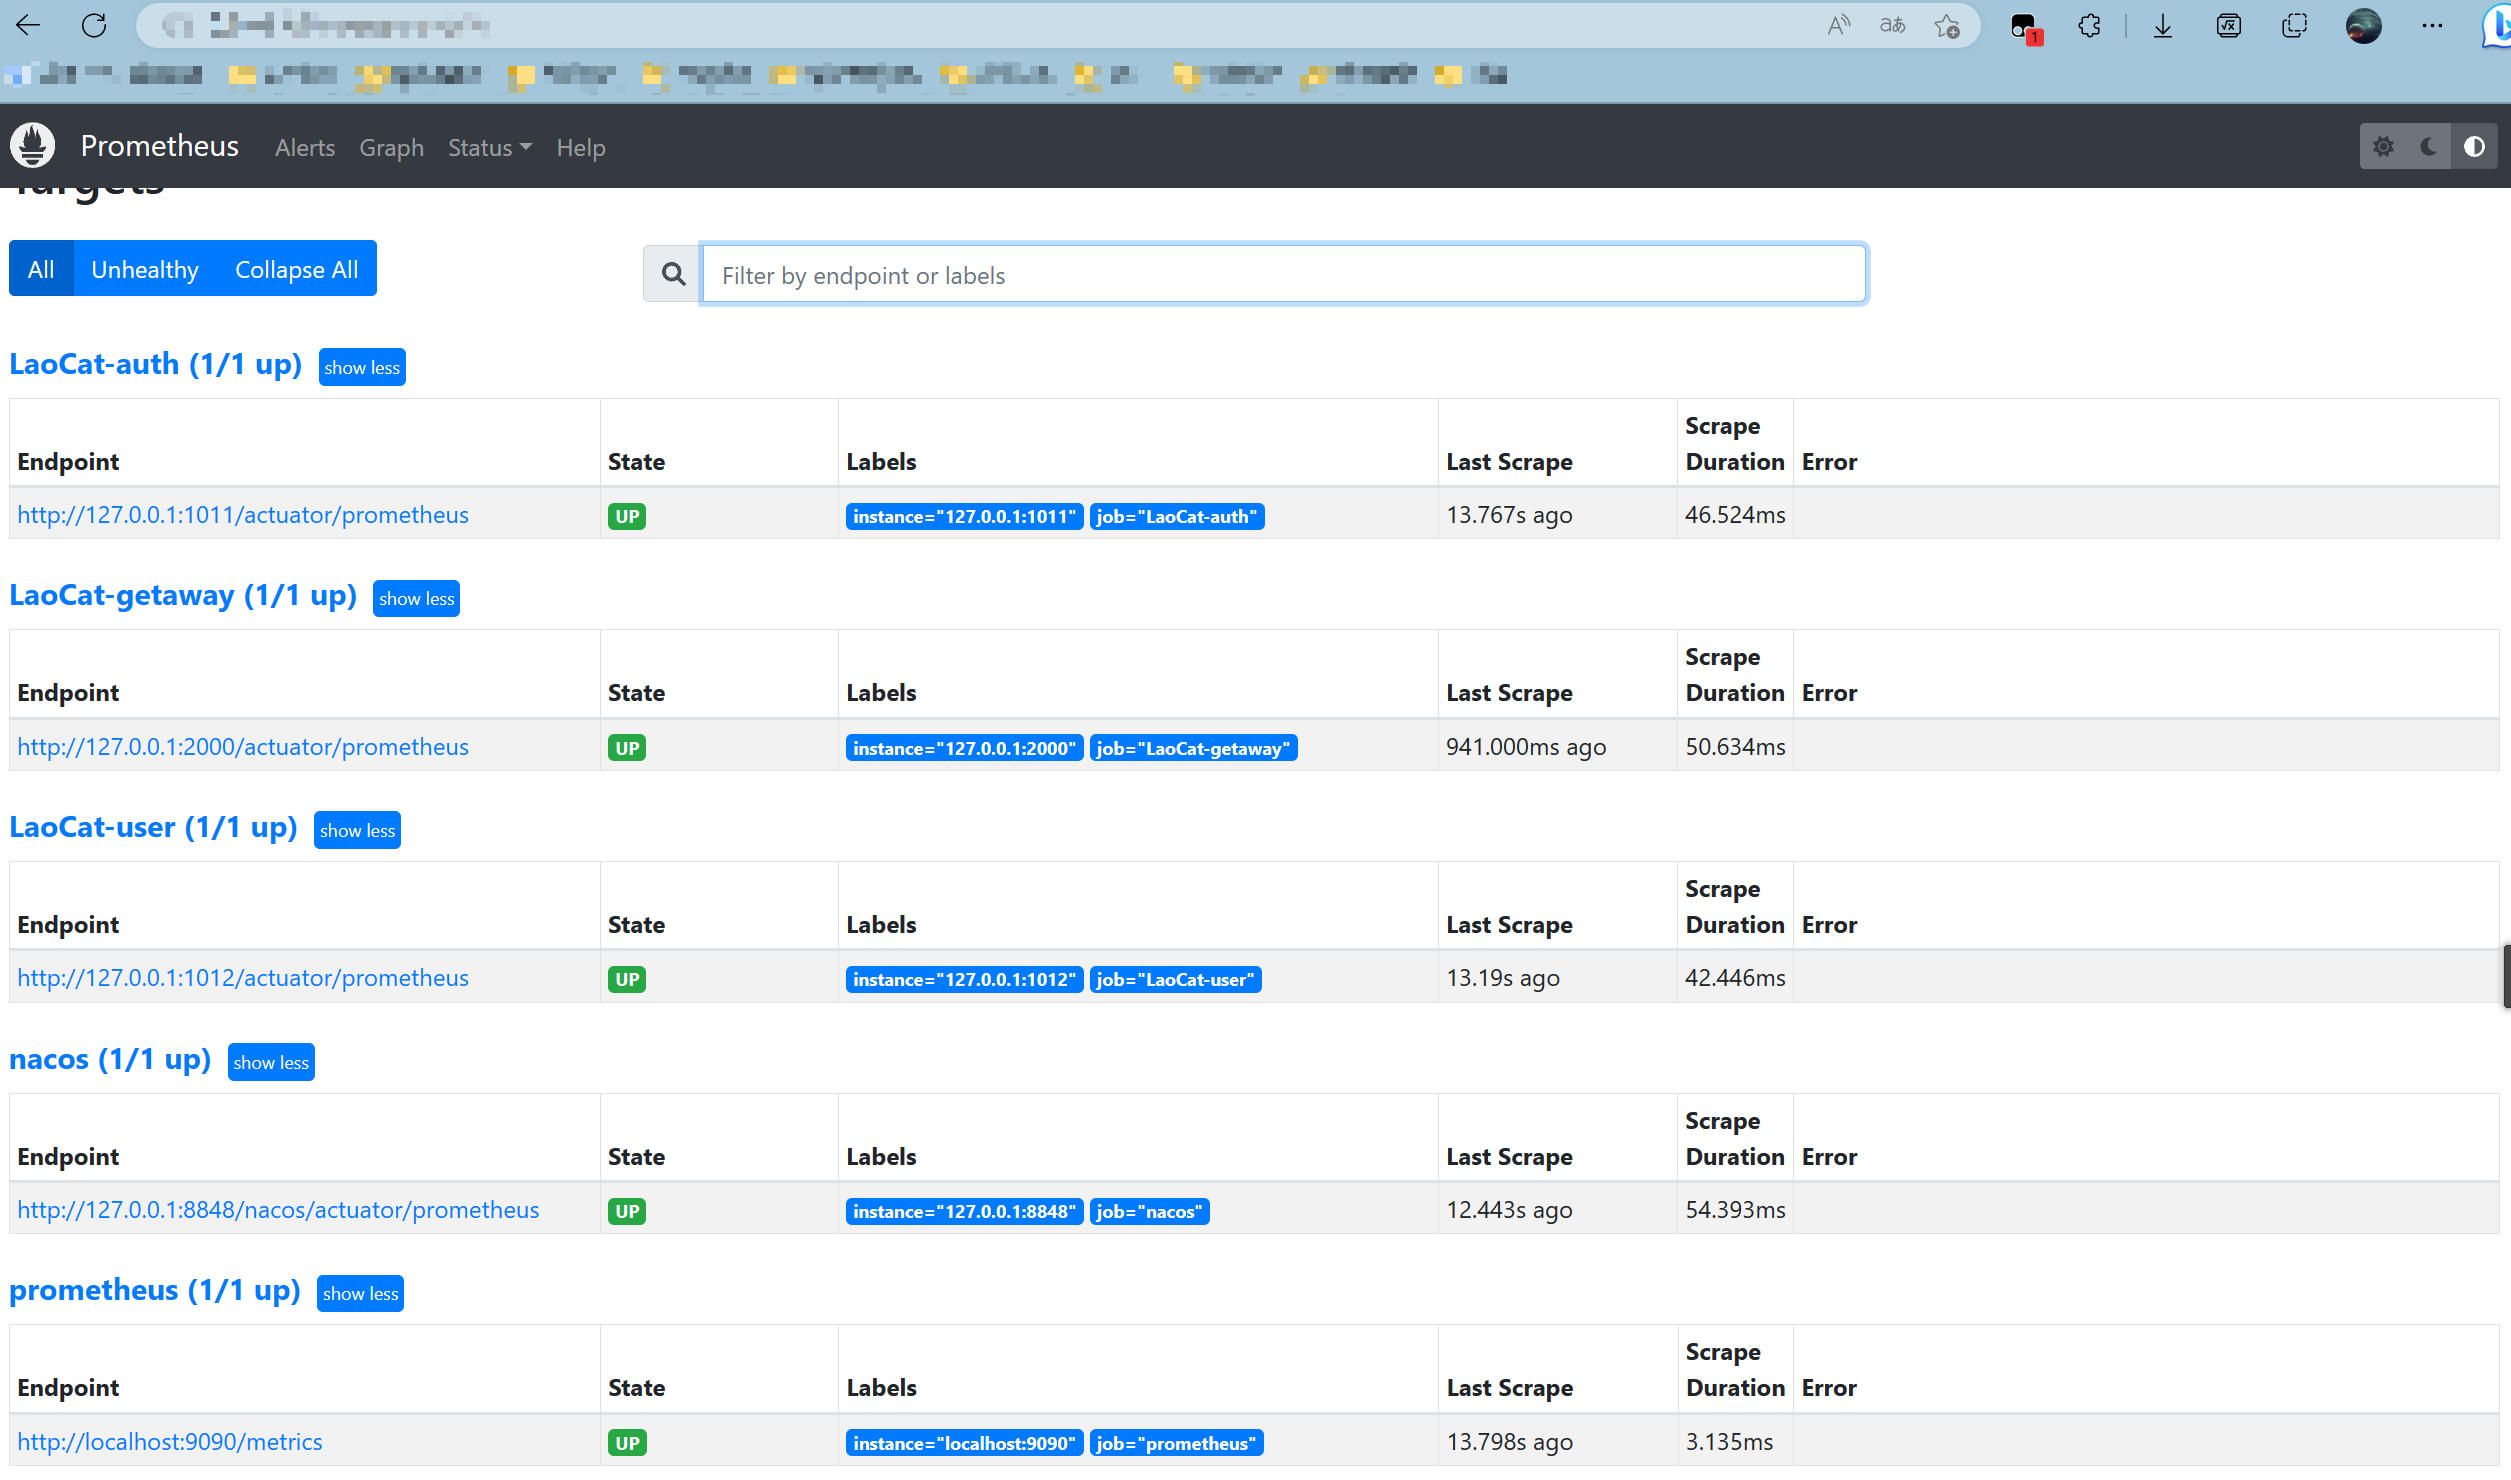 1
Prometheus Alerts Graph Status Help
Targets
All Unhealthy Collapse All Filter by endpoint or labels
LaoCat-auth (1/1 up) show less
Endpoint State Labels Last Scrape Scrape Duration Error
http://127.0.0.1:1011/actuator/prometheus UP instance="127.0.0.1:1011" job="LaoCat-auth" 13.767s ago 46.524ms
LaoCat-getaway (1/1 up) show less
Endpoint State Labels Last Scrape Scrape Duration Error
http://127.0.0.1:2000/actuator/prometheus UP instance="127.0.0.1:2000" job="LaoCat-getaway" 941.000ms ago 50.634ms
LaoCat-user (1/1 up) show less
Endpoint State Labels Last Scrape Scrape Duration Error
http://127.0.0.1:1012/actuator/prometheus UP instance="127.0.0.1:1012" job="LaoCat-user" 13.19s ago 42.446ms
nacos (1/1 up) show less
Endpoint State Labels Last Scrape Scrape Duration Error
http://127.0.0.1:8848/nacos/actuator/prometheus UP instance="127.0.0.1:8848" job="nacos" 12.443s ago 54.393ms
prometheus (1/1 up) show less
Endpoint State Labels Last Scrape Scrape Duration Error
http://localhost:9090/metrics UP instance="localhost:9090" job="prometheus" 13.798s ago 3.135ms